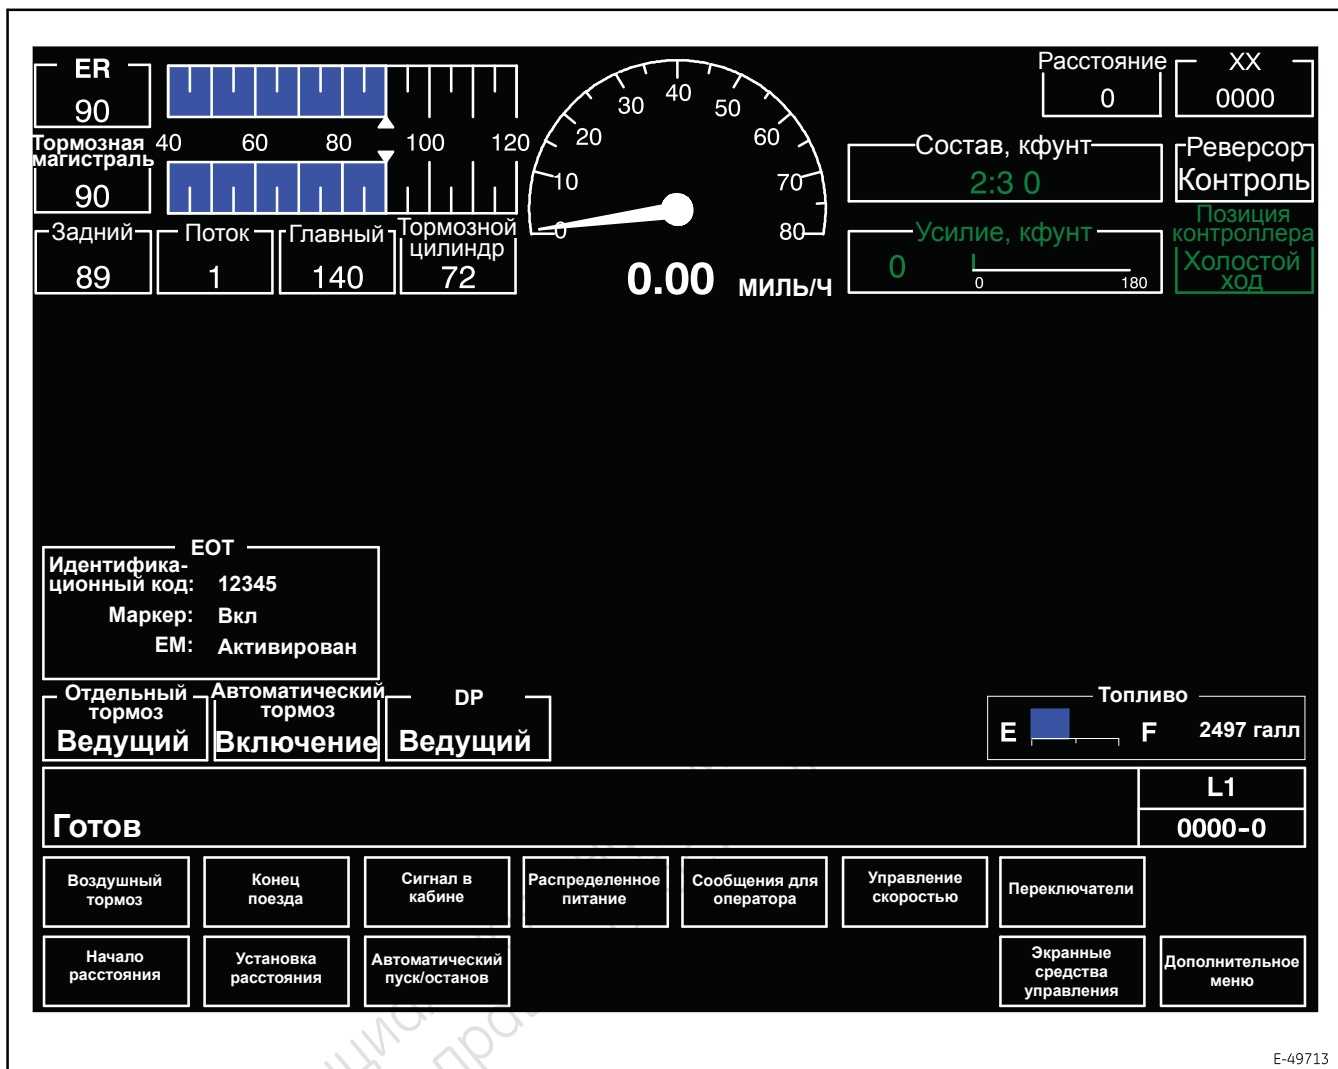 ER
90
40 60 80 100 120
Тормозная
магистраль
90
Задний
89
Поток
1
Главный
140
Тормозной
цилиндр
72
0
10
20
30
40
50
60
70
80
0.00 МИЛЬ/Ч
Расстояние
0
XX
0000
Состав, кфунт
2:3 0
Реверсор
Контроль
Усилие, кфунт
0
0 180
Позиция
контроллера
Холостой
ход
EOT
Идентифика-
ционный код: 12345
Маркер: Вкл
EM: Активирован
Отдельный
тормоз
Ведущий
Автоматический
тормоз
Включение
DP
Ведущий
Топливо
E F 2497 галл
Готов
L1
0000-0
Воздушный
тормоз
Конец
поезда
Сигнал в
кабине
Распределенное
питание
Сообщения для
оператора
Управление
скоростью
Переключатели
Начало
расстояния
Установка
расстояния
Автоматический
пуск/останов
Экранные
средства
управления
Дополнительное
меню
E-49713